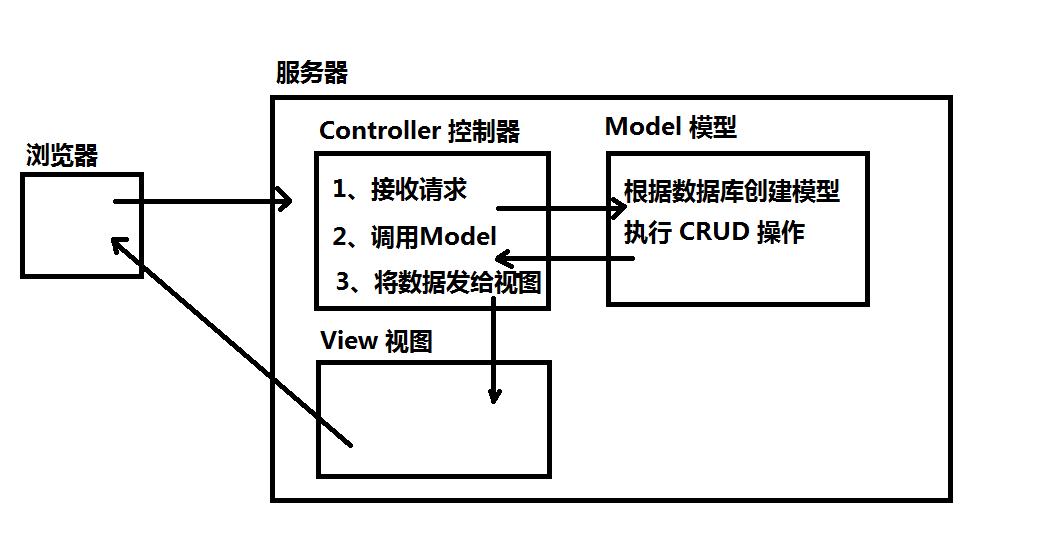 服务器
Controller 控制器
Model 模型
浏览器
1、接收请求
2、调用Model
3、将数据发给视图
根据数据库创建模型
执行 CRUD 操作
View 视图